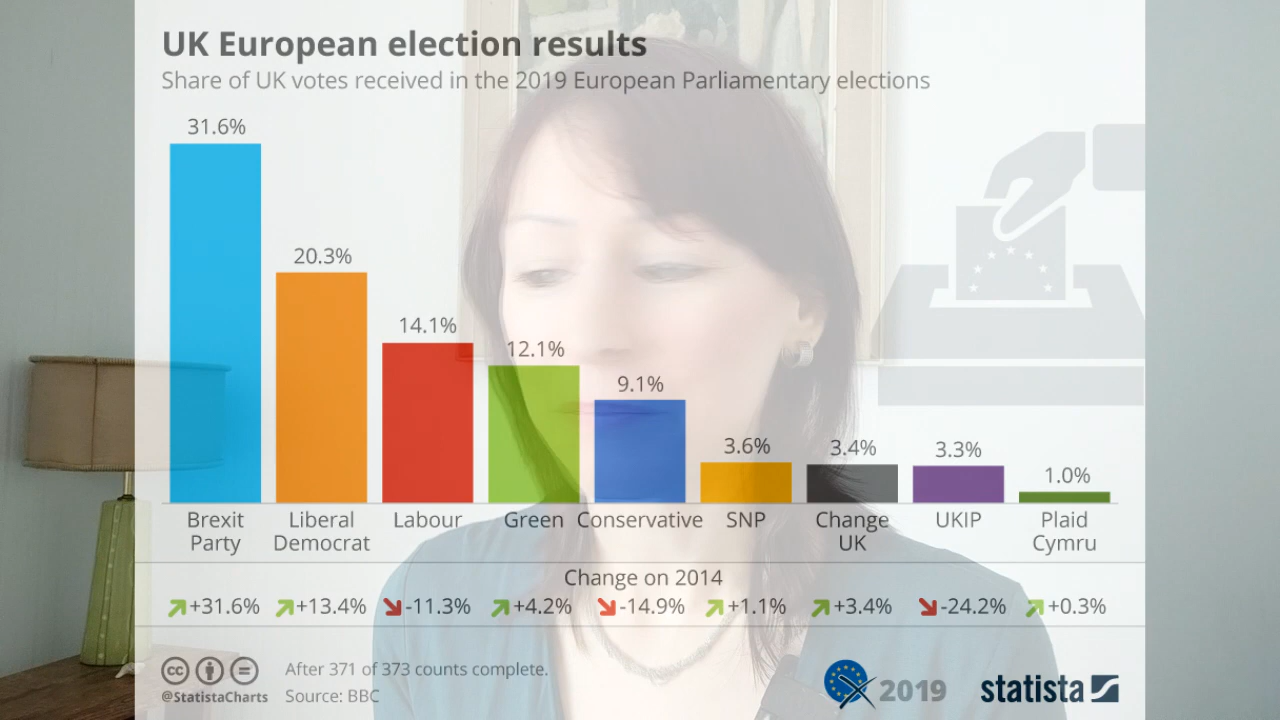 UK European election results
Share of UK votes received in the 2019 European Parliamentary elections
31.6%
20.3%
14.1%
12.1%
9.1%
3.6%
3.4%
3.3%
1.0%
Brexit Party
Liberal Democrat
Labour
Green
Conservative
SNP
Change UK
UKIP
Plaid Cymru
Change on 2014
+31.6% +13.4% -11.3% +4.2% -14.9% +1.1% +3.4% -24.2% +0.3%
cc
@StatistaCharts
After 371 of 373 counts complete.
Source: BBC
2019
statista